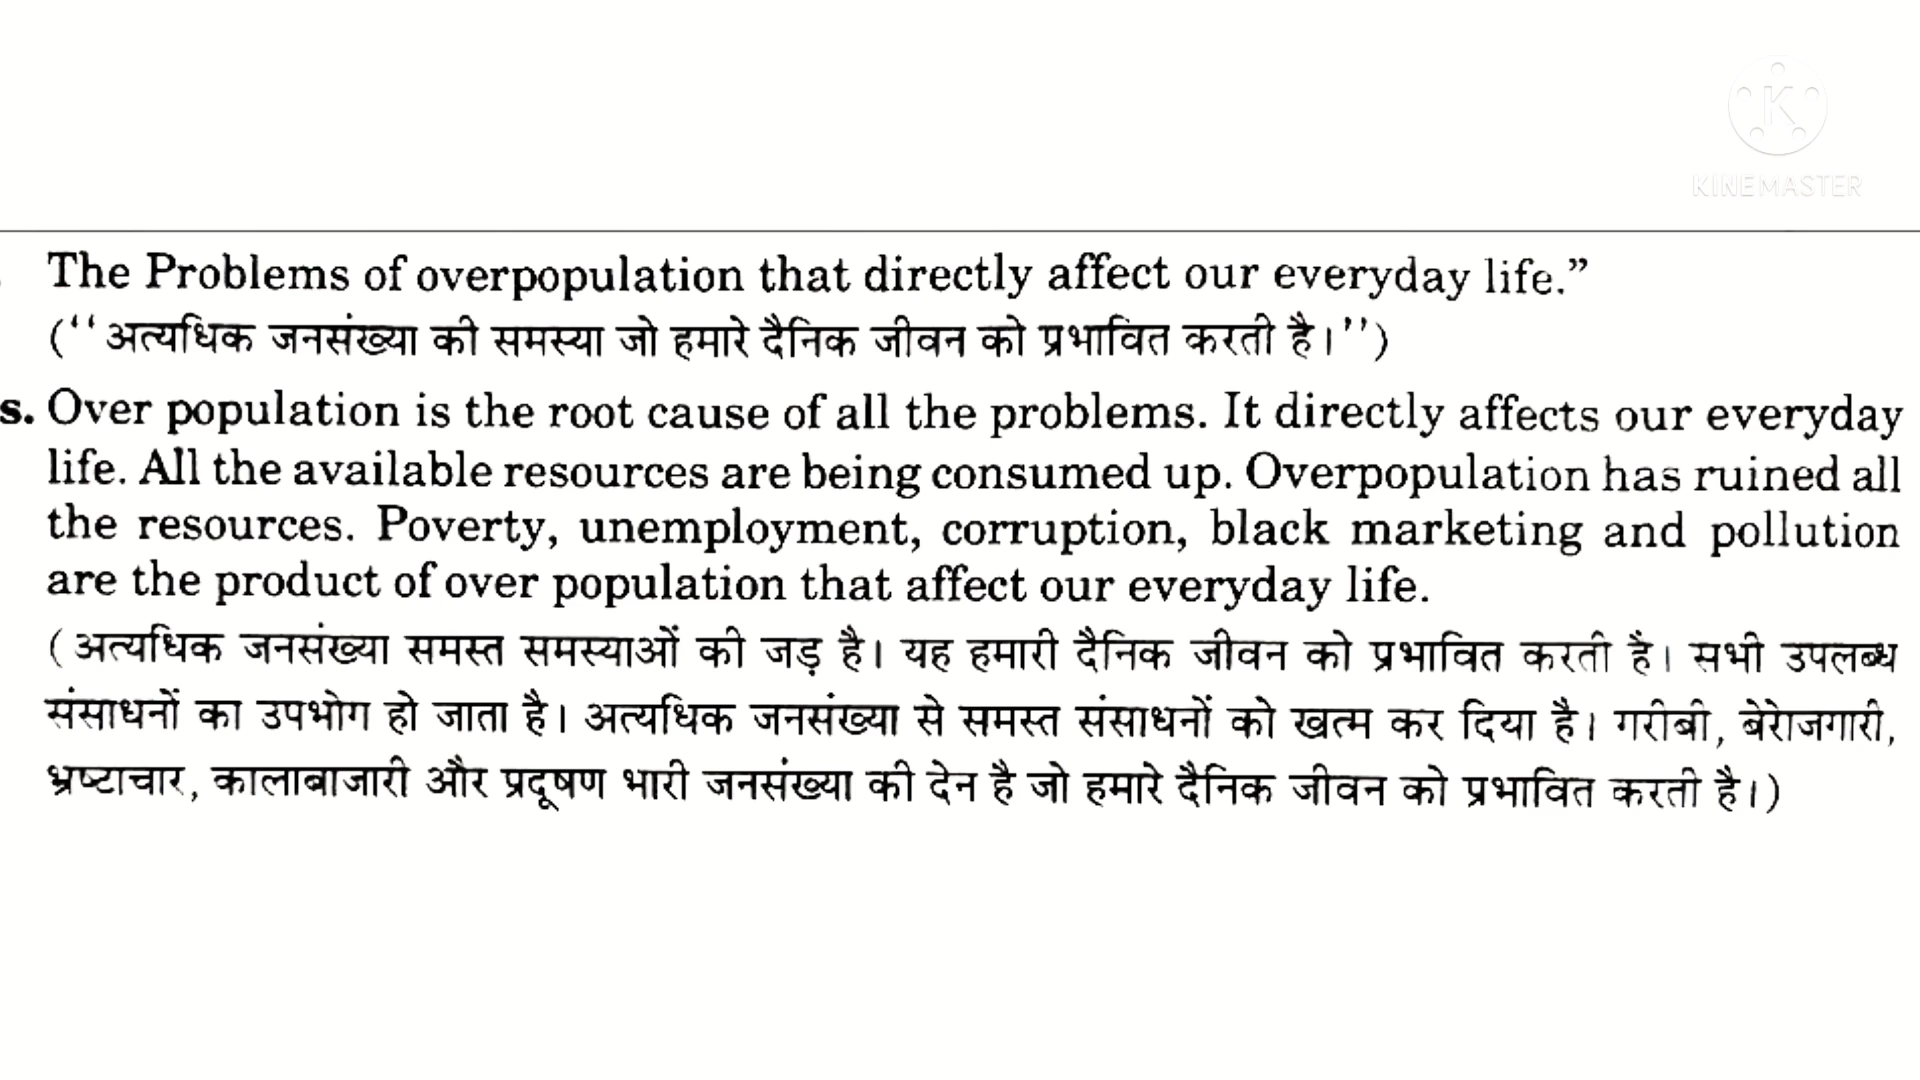 KINEMASTER
The Problems of overpopulation that directly affect our everyday life.”
(‘‘अत्यधिक जनसंख्या की समस्या जो हमारे दैनिक जीवन को प्रभावित करती है।’’)
s. Over population is the root cause of all the problems. It directly affects our everyday
life. All the available resources are being consumed up. Overpopulation has ruined all
the resources. Poverty, unemployment, corruption, black marketing and pollution
are the product of over population that affect our everyday life.
(अत्यधिक जनसंख्या समस्त समस्याओं की जड़ है। यह हमारी दैनिक जीवन को प्रभावित करती है। सभी उपलब्ध
संसाधनों का उपभोग हो जाता है। अत्यधिक जनसंख्या से समस्त संसाधनों को खत्म कर दिया है। गरीबी, बेरोजगारी,
भ्रष्टाचार, कालाबाजारी और प्रदूषण भारी जनसंख्या की देन है जो हमारे दैनिक जीवन को प्रभावित करती है।)